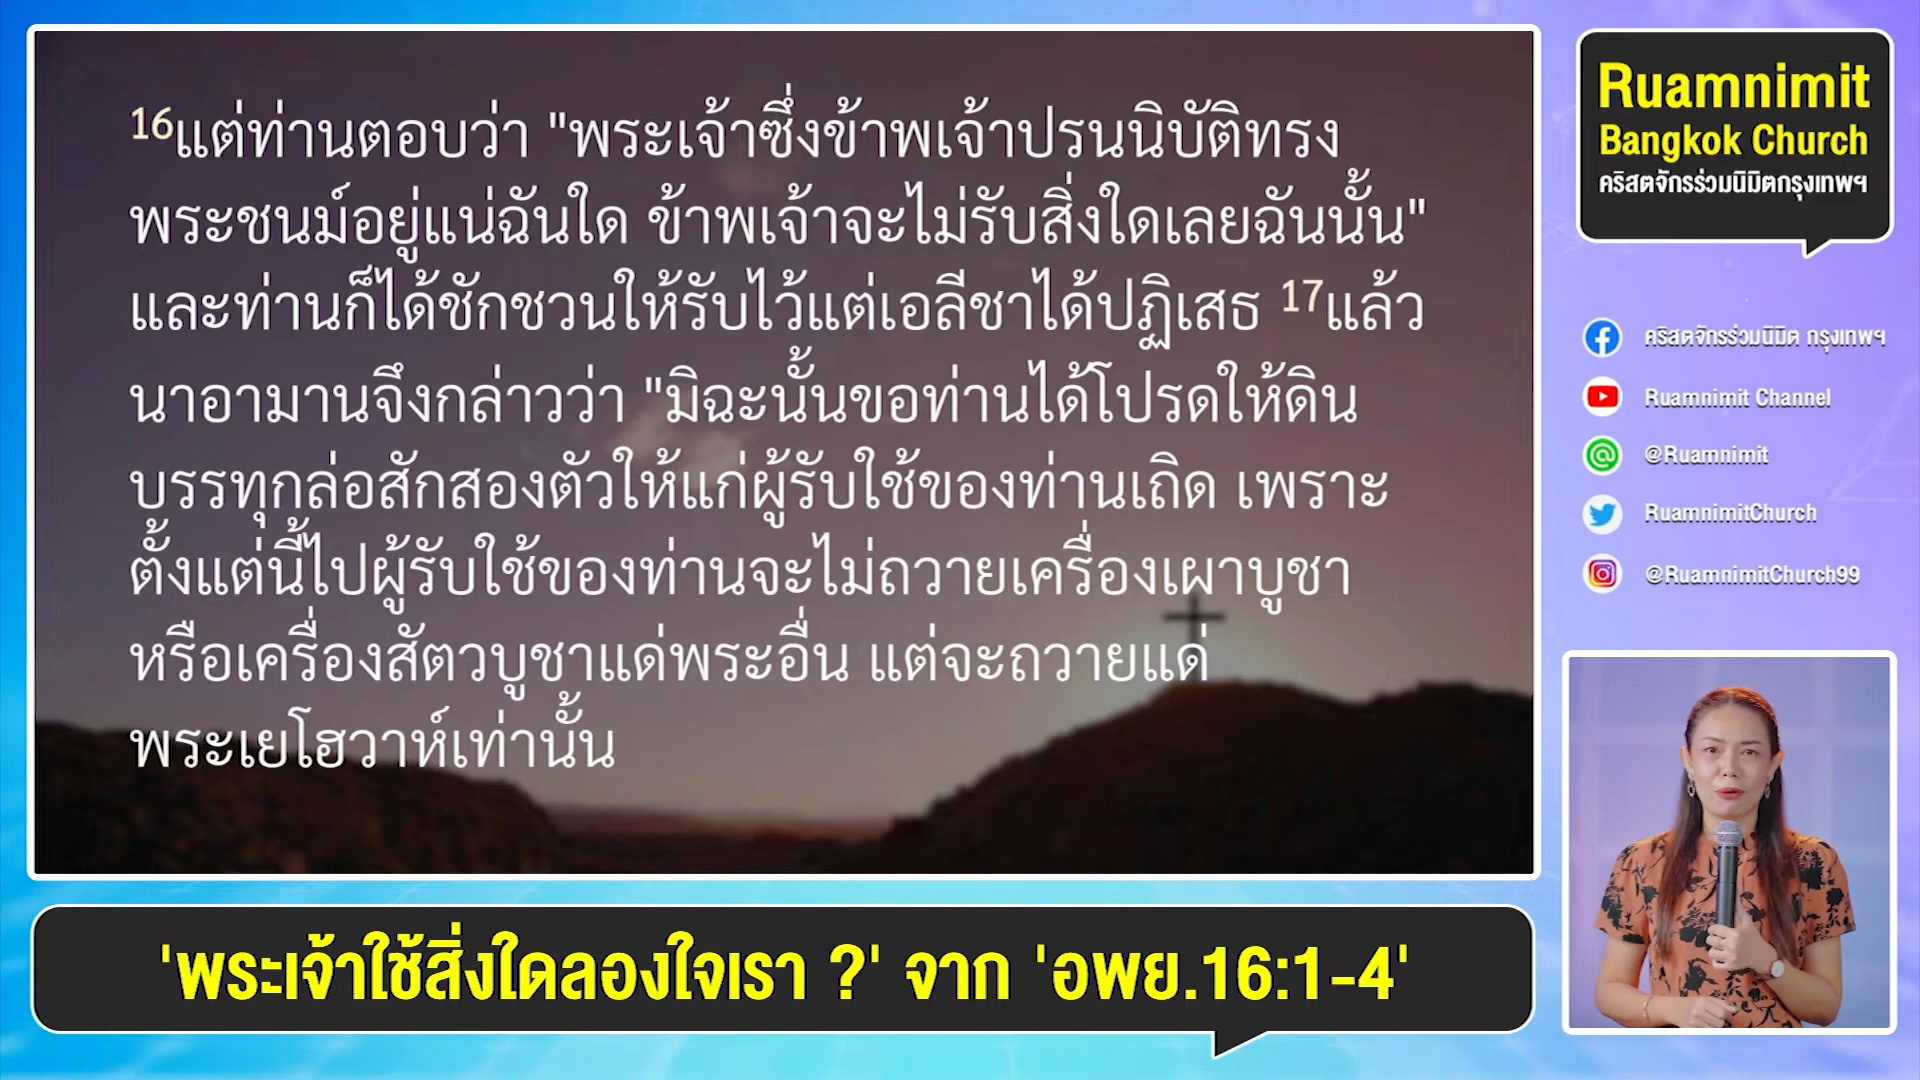 16แต่ท่านตอบว่า "พระเจ้าซึ่งข้าพเจ้าปรนนิบัติทรง
พระชนม์อยู่แน่ฉันใด ข้าพเจ้าจะไม่รับสิ่งใดเลยฉันนั้น"
และท่านก็ได้ชักชวนให้รับไว้แต่เอลีชาได้ปฏิเสธ 17แล้ว
นาอามานจึงกล่าวว่า "มิฉะนั้นขอท่านได้โปรดให้ดิน
บรรทุกล่อสักสองตัวให้แก่ผู้รับใช้ของท่านเถิด เพราะ
ตั้งแต่นี้ไปผู้รับใช้ของท่านจะไม่ถวายเครื่องเผาบูชา
หรือเครื่องสัตวบูชาแด่พระอื่น แต่จะถวายแด่
พระเยโฮวาห์เท่านั้น
'พระเจ้าใช้สิ่งใดลองใจเรา ?' จาก 'อพย.16:1-4'
Ruamnimit
Bangkok Church
คริสตจักรร่วมนิมิตกรุงเทพฯ
คริสตจักรร่วมนิมิต กรุงเทพฯ
Ruamnimit Channel
@Ruamnimit
RuamnimitChurch
@RuamnimitChurch99